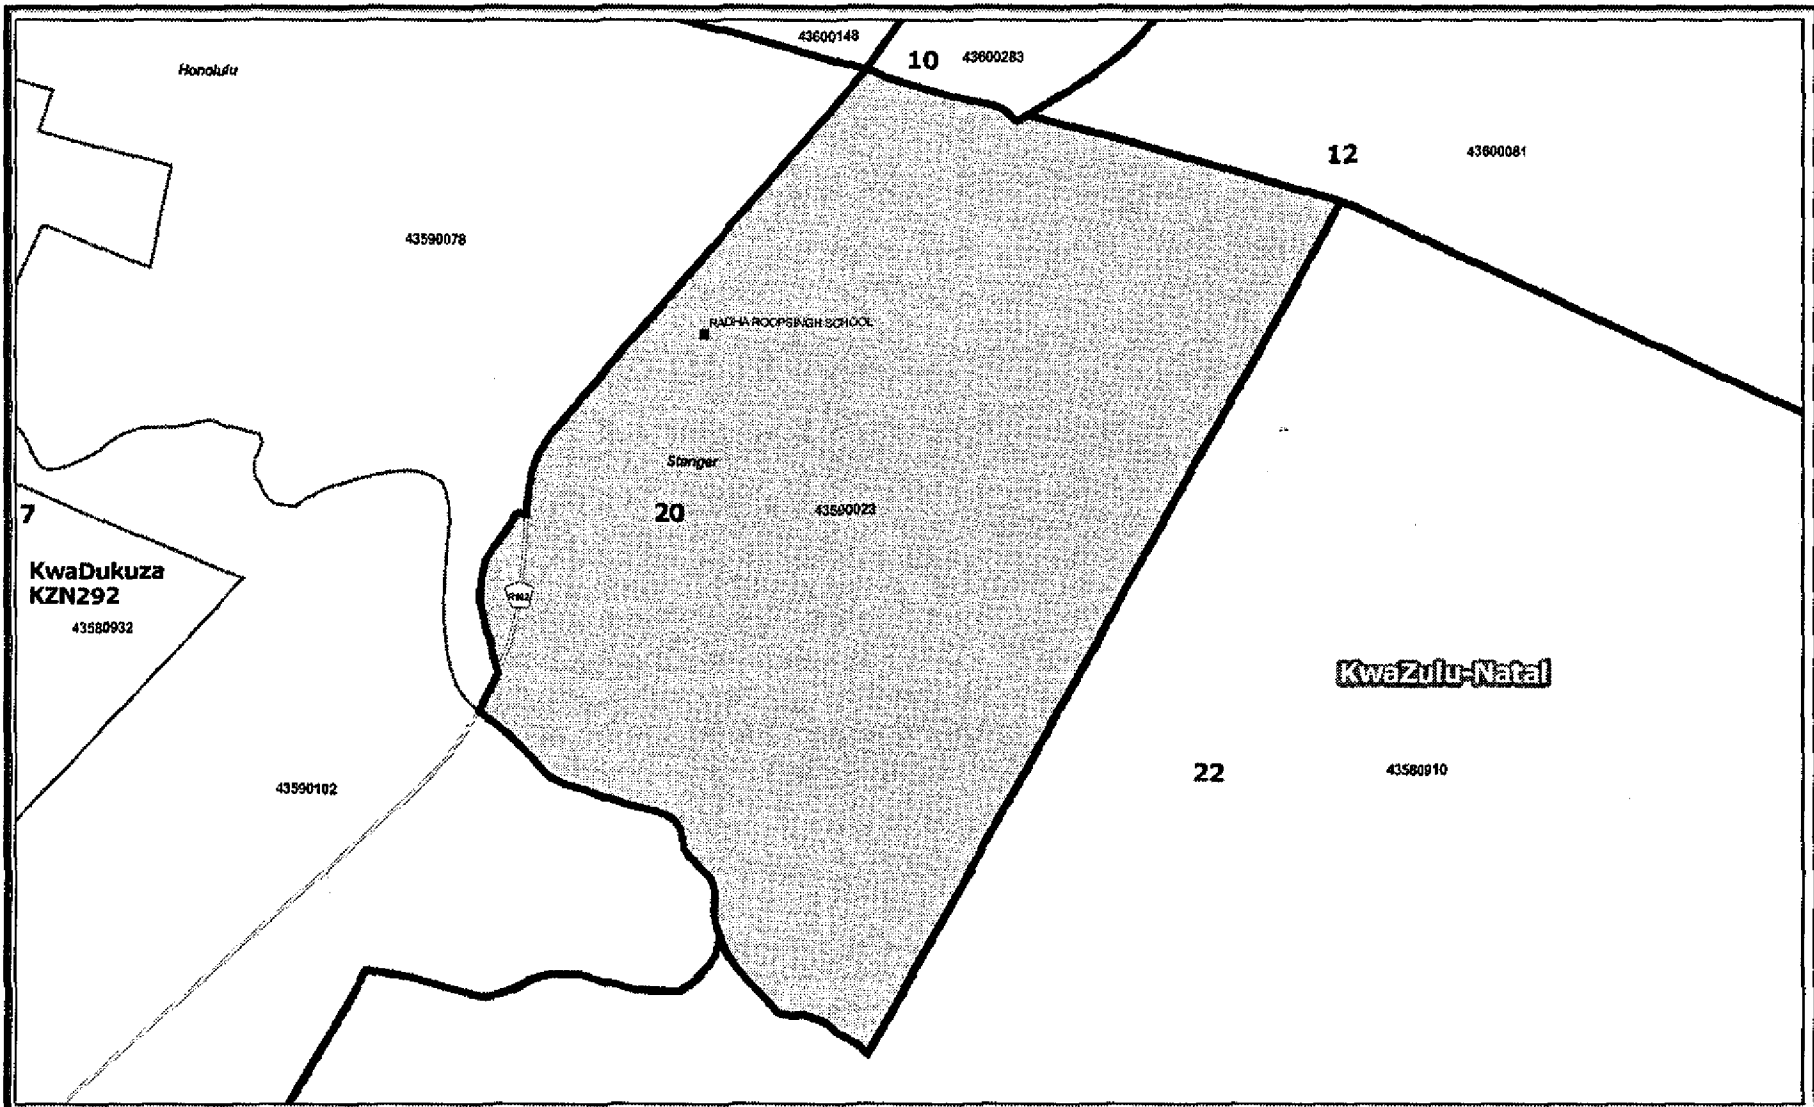 43600148
10 43600283
Honolulu
12 43600081
43590078
RADHA ROOPSINGH SCHOOL
Stanger
7
20 43590023
KwaDukuza
KZN292
R102
43580932
KwaZulu-Natal
22 43580910
43590102